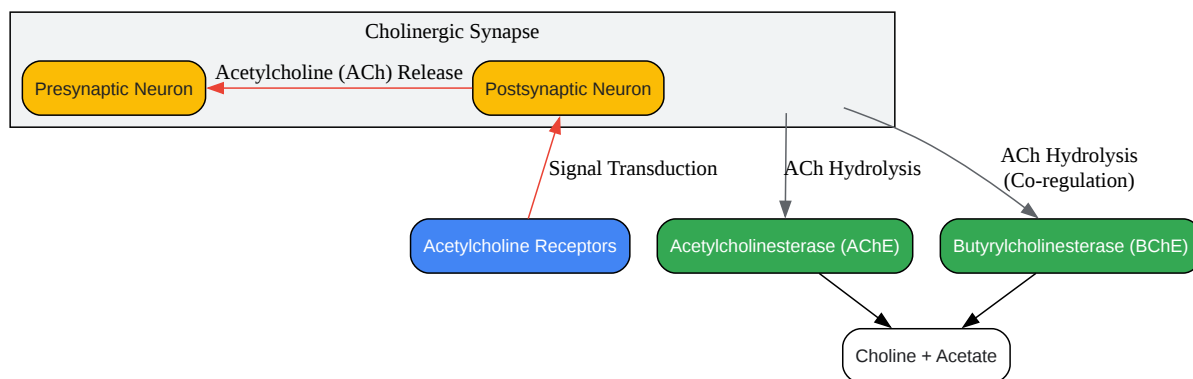 Cholinergic Synapse
Presynaptic Neuron
Acetylcholine (ACh) Release
Postsynaptic Neuron
Signal Transduction
ACh Hydrolysis
ACh Hydrolysis
(Co-regulation)
Acetylcholine Receptors
Acetylcholinesterase (AChE)
Butyrylcholinesterase (BChE)
Choline + Acetate